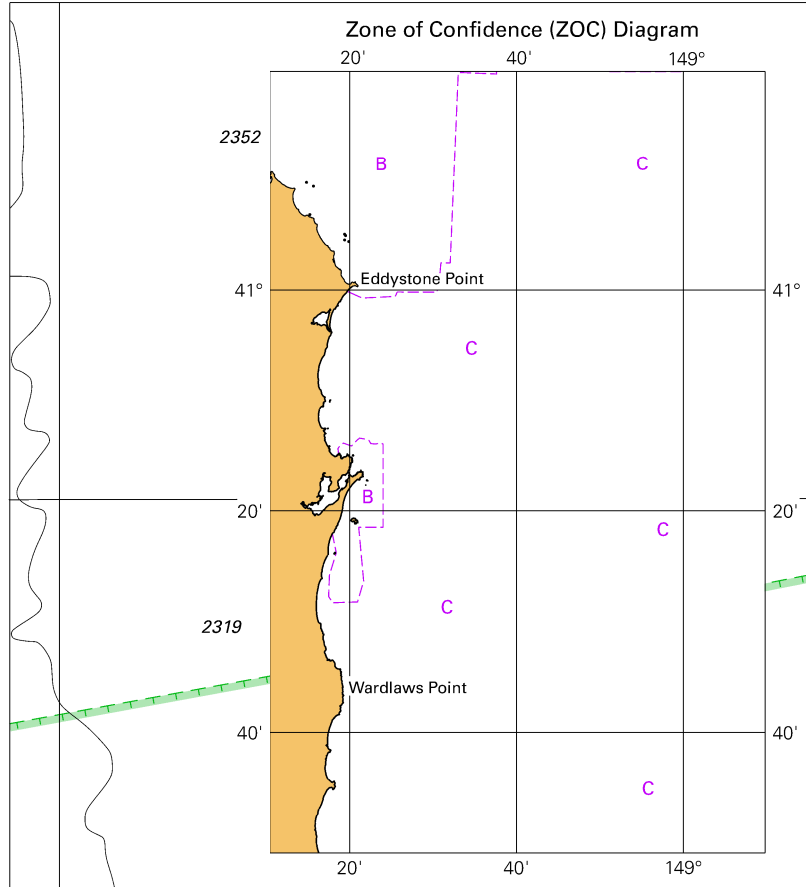 Zone of Confidence (ZOC) Diagram
20' 40' 149°
2352
B C
Eddystone Point
41° 41°
C
B
20' 20'
C
C
2319
Wardlaws Point
40' 40'
C
20' 40' 149°